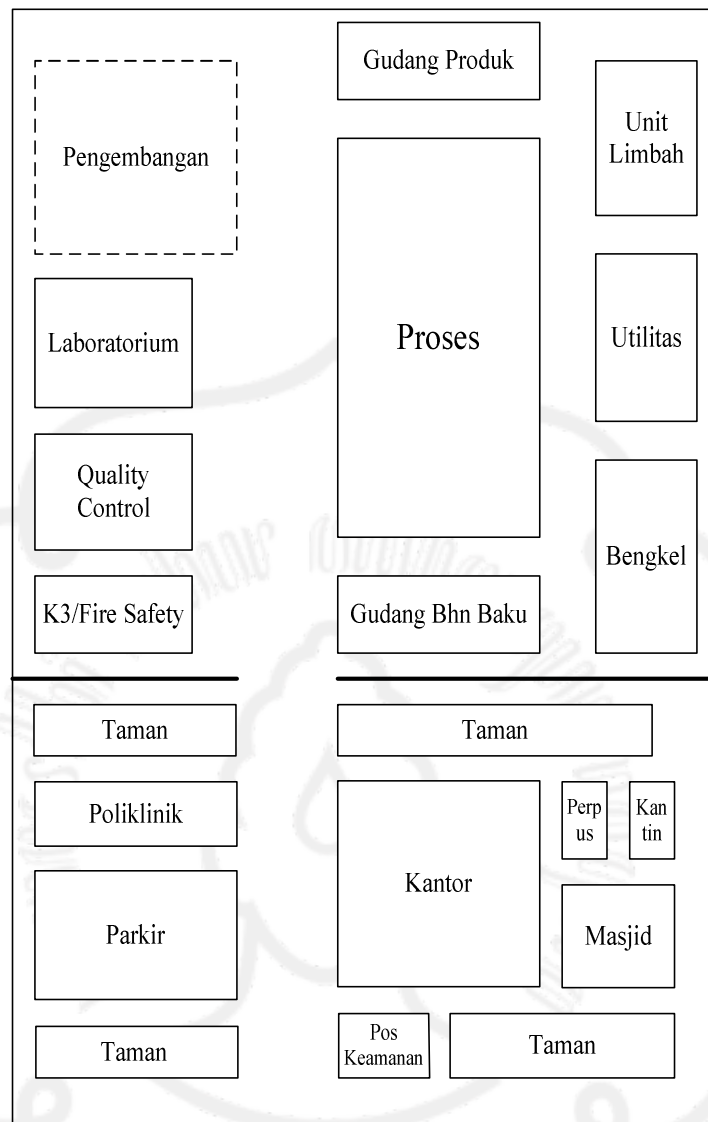 Gudang Produk
Pengembangan
Unit
Limbah
Laboratorium
Proses
Utilitas
Quality
Control
Bengkel
K3/Fire Safety
Gudang Bhn Baku
Taman
Taman
Poliklinik
Kantor
Perp
us
Kan
tin
Parkir
Masjid
Taman
Pos
Keamanan
Taman